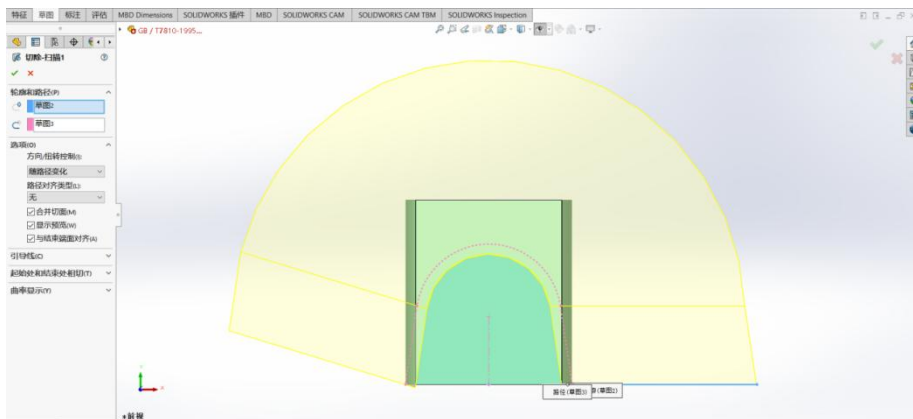 特征 草图 标注 评估 MBD Dimensions SOLIDWORKS 插件 MBD SOLIDWORKS CAM SOLIDWORKS CAM TBM SOLIDWORKS Inspection
GB / T7810-1995...
切除-扫描1
轮廓和路径(P)
草图2
草图3
选项(O)
方向/扭转控制(I)
随路径变化
路径对齐类型(L):
无
合并切面(M)
显示预览(W)
与结束端面对齐(A)
引导线(C)
起始处和结束处相切(T)
曲率显示(Y)
路径(草图3)
(草图2)
*前视